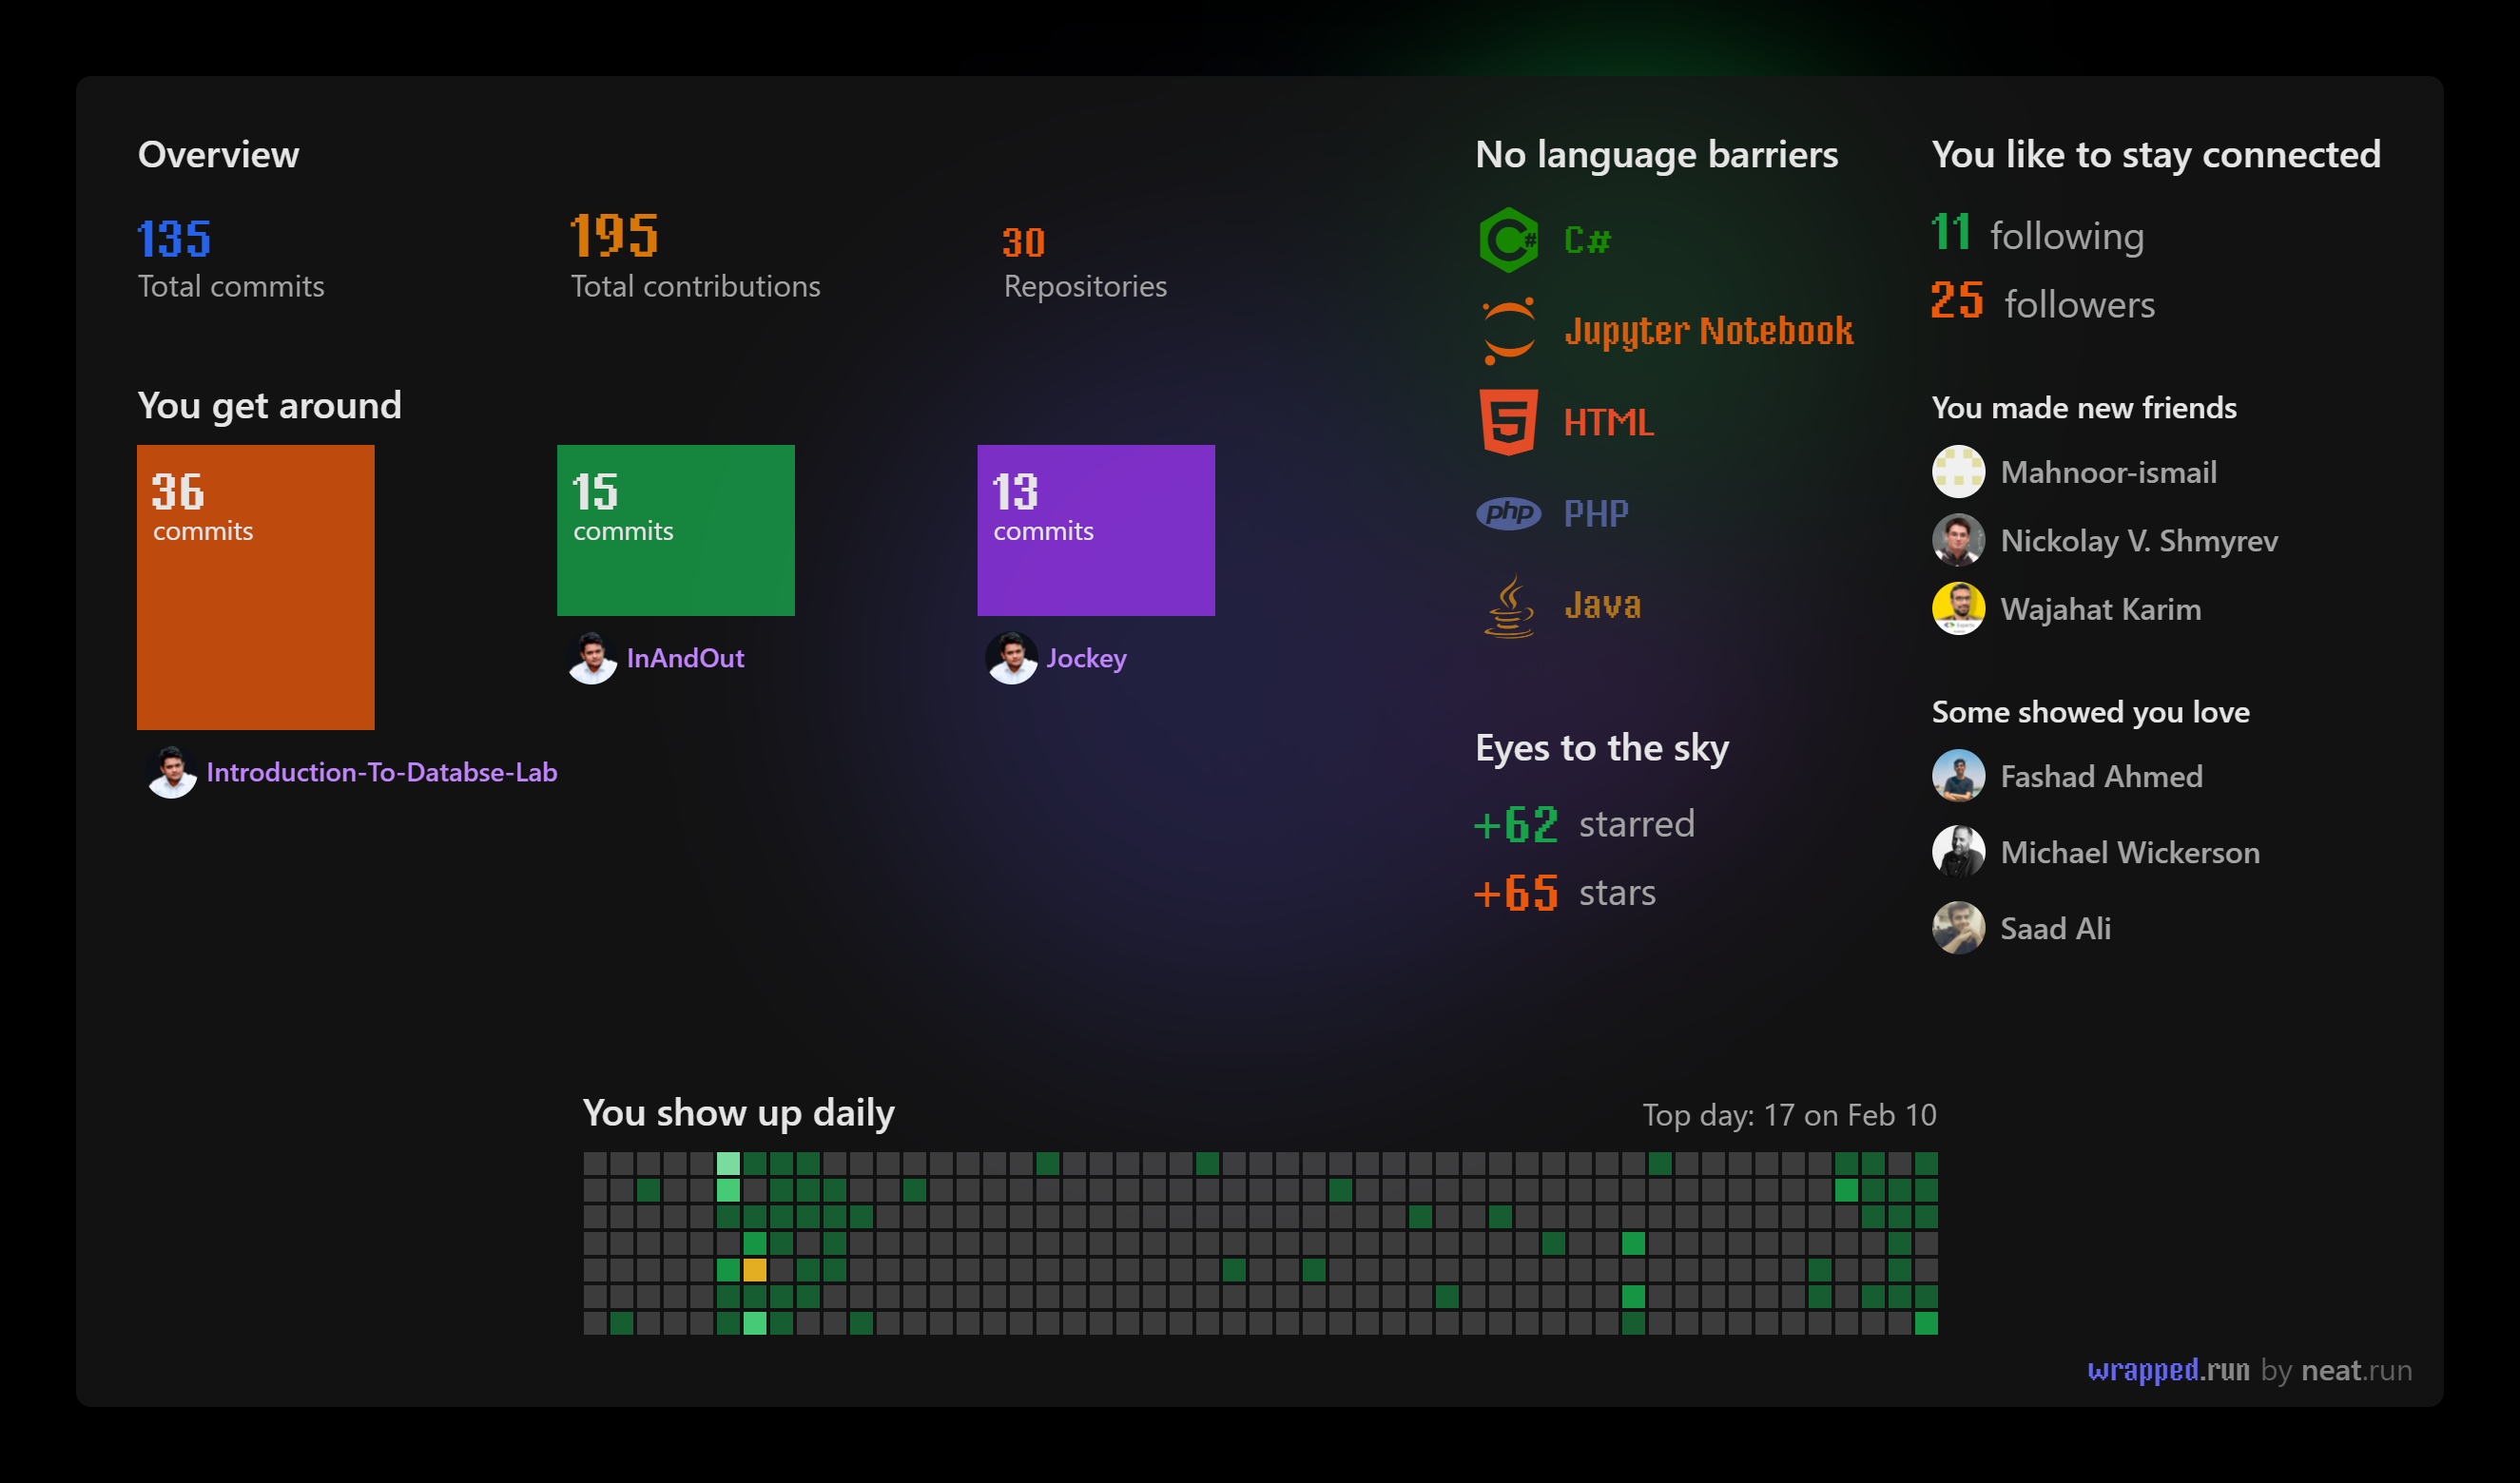 Overview
135
Total commits
195
Total contributions
30
Repositories
You get around
36
commits
Introduction-To-Databse-Lab
15
commits
InAndOut
13
commits
Jockey
No language barriers
C#
Jupyter Notebook
HTML
php PHP
Java
Eyes to the sky
+62 starred
+65 stars
You like to stay connected
11 following
25 followers
You made new friends
Mahnoor-ismail
Nickolay V. Shmyrev
Wajahat Karim
Some showed you love
Fashad Ahmed
Michael Wickerson
Saad Ali
You show up daily
Top day: 17 on Feb 10
wrapped.run by neat.run